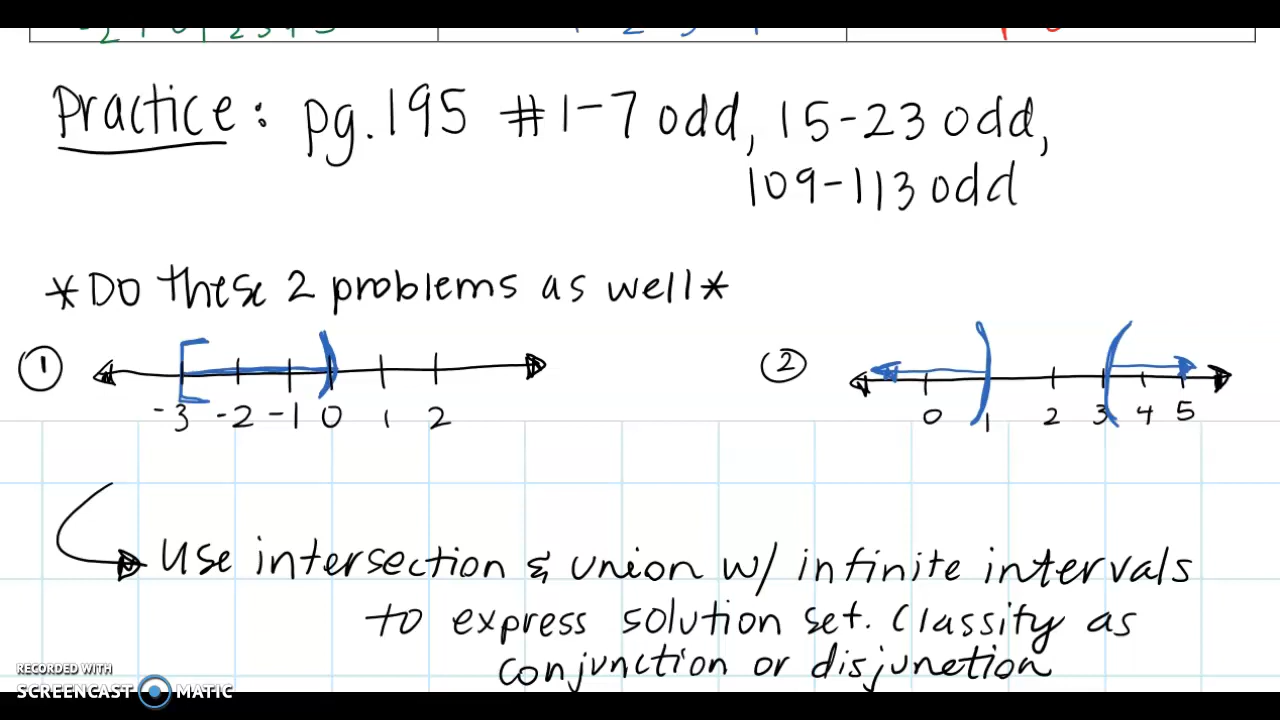 Practice: pg. 195 #1-7 odd, 15-23 odd,
109-113 odd
*Do these 2 problems as well*
1
-3 -2 -1 0 1 2
2
0 1 2 3 4 5
Use intersection & union w/ infinite intervals
to express solution set. Classify as
conjunction or disjunction
RECORDED WITH
SCREENCAST MATIC